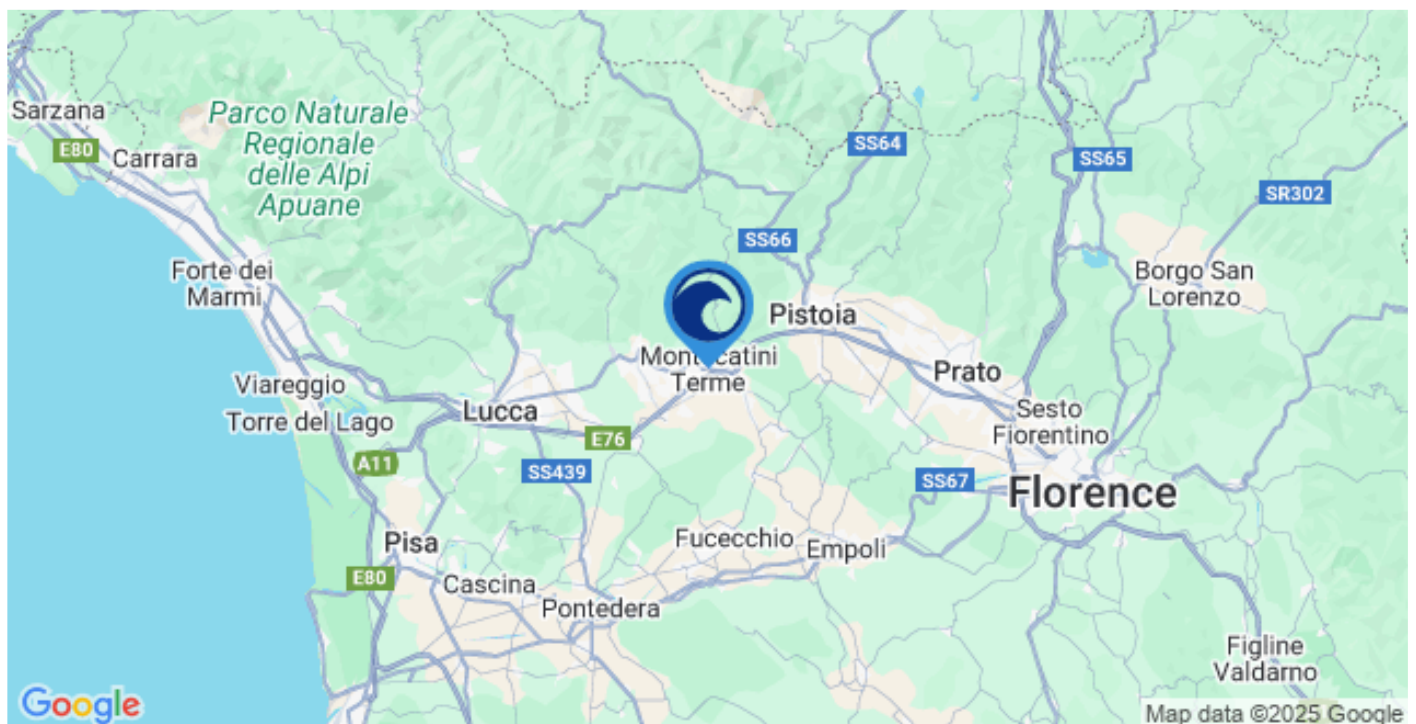 Sarzana
E80
Carrara
Parco Naturale
Regionale
delle Alpi
Apuane
SS64
SS65
SR302
SS66
Forte dei
Marmi
Borgo San
Lorenzo
Pistoia
Montecatini
Terme
Prato
Viareggio
Torre del Lago
Lucca
Sesto
Fiorentino
E76
A11
SS439
SS67
Florence
Pisa
Fucecchio
Empoli
E80
Cascina
Pontedera
Figline
Valdarno
Google
Map data ©2025 Google